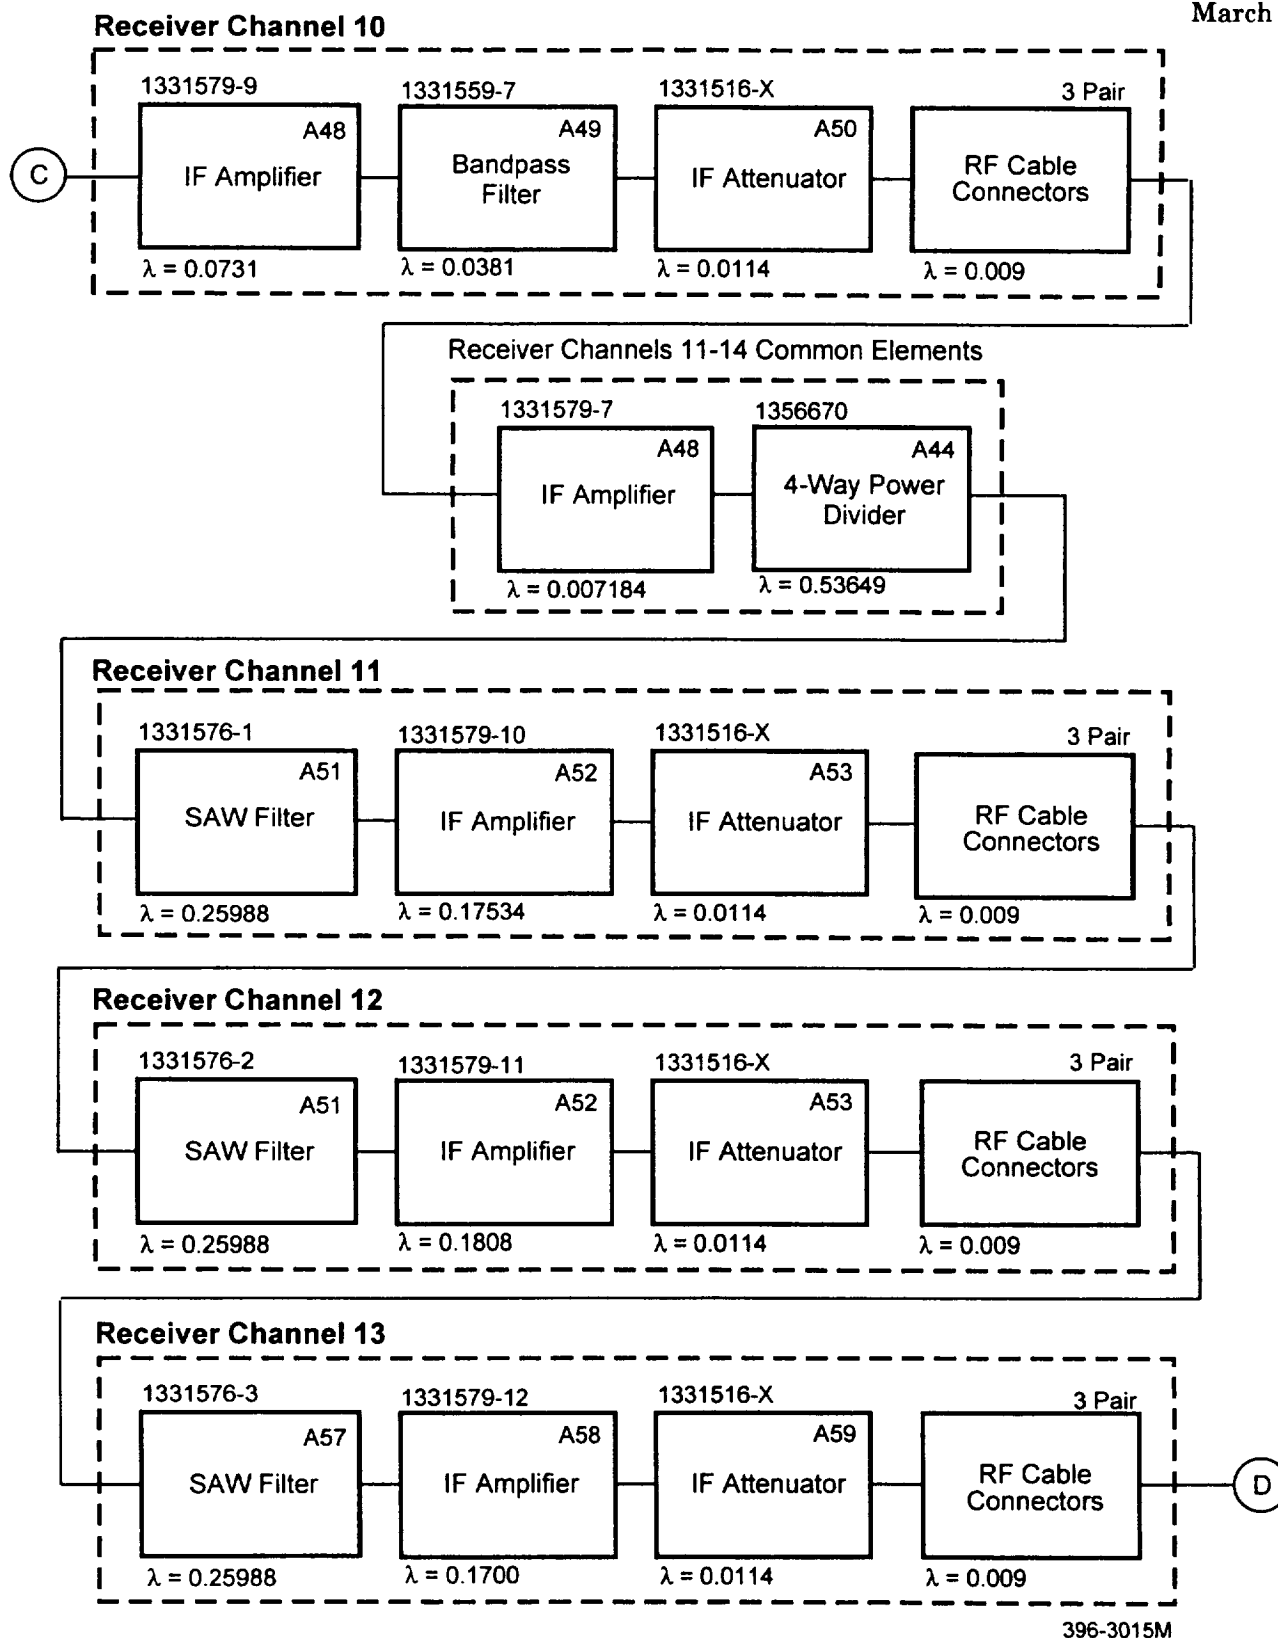 March
Receiver Channel 10
1331579-9
1331559-7
1331516-X
3 Pair
A48
A49
A50
C
IF Amplifier
Bandpass
Filter
IF Attenuator
RF Cable
Connectors
λ = 0.0731
λ = 0.0381
λ = 0.0114
λ = 0.009
Receiver Channels 11-14 Common Elements
1331579-7
1356670
A48
A44
IF Amplifier
4-Way Power
Divider
λ = 0.007184
λ = 0.53649
Receiver Channel 11
1331576-1
1331579-10
1331516-X
3 Pair
A51
A52
A53
SAW Filter
IF Amplifier
IF Attenuator
RF Cable
Connectors
λ = 0.25988
λ = 0.17534
λ = 0.0114
λ = 0.009
Receiver Channel 12
1331576-2
1331579-11
1331516-X
3 Pair
A51
A52
A53
SAW Filter
IF Amplifier
IF Attenuator
RF Cable
Connectors
λ = 0.25988
λ = 0.1808
λ = 0.0114
λ = 0.009
Receiver Channel 13
1331576-3
1331579-12
1331516-X
3 Pair
A57
A58
A59
SAW Filter
IF Amplifier
IF Attenuator
RF Cable
Connectors
D
λ = 0.25988
λ = 0.1700
λ = 0.0114
λ = 0.009
396-3015M